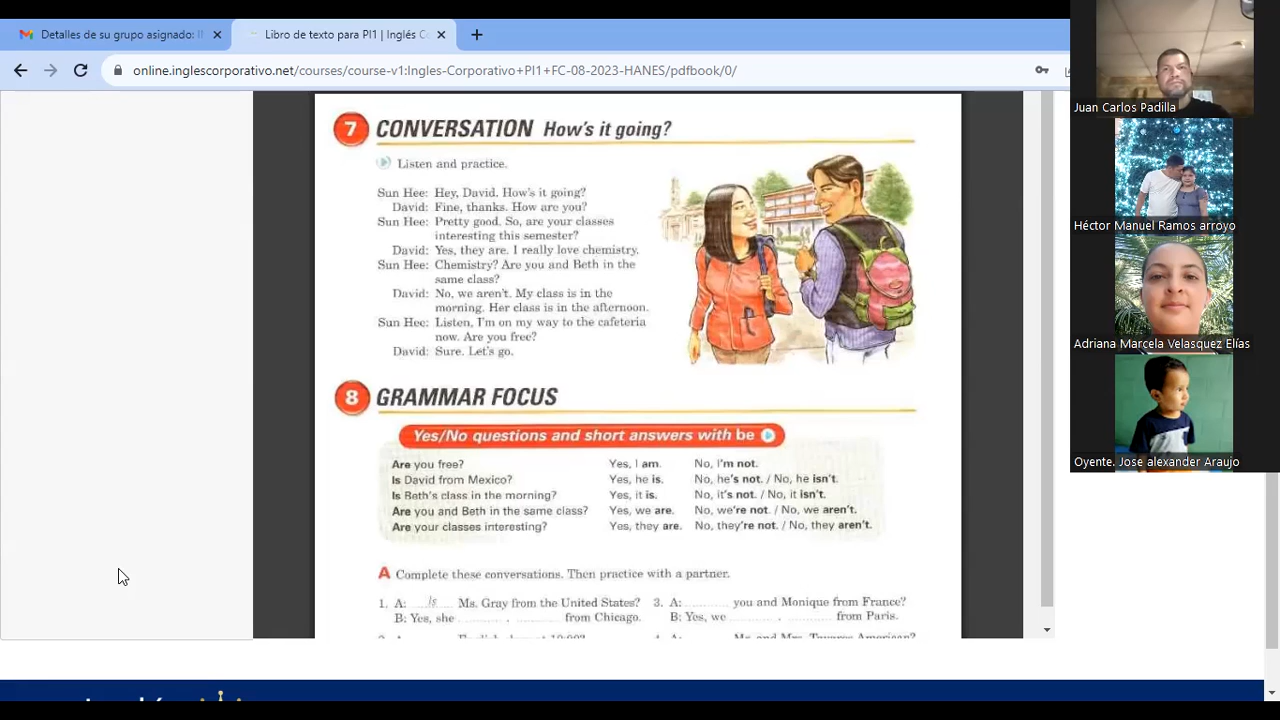 Detalles de su grupo asignado: I
Libro de texto para PI1 | Inglés C
online.inglescorporativo.net/courses/course-v1:Ingles-Corporativo+PI1+FC-08-2023-HANES/pdfbook/0/
7 CONVERSATION How's it going?
Listen and practice.
Sun Hee: Hey, David. How's it going?
David: Fine, thanks. How are you?
Sun Hee: Pretty good. So, are your classes
interesting this semester?
David: Yes, they are. I really love chemistry.
Sun Hee: Chemistry? Are you and Beth in the
same class?
David: No, we aren't. My class is in the
morning. Her class is in the afternoon.
Sun Hee: Listen, I'm on my way to the cafeteria
now. Are you free?
David: Sure. Let's go.
8 GRAMMAR FOCUS
Yes/No questions and short answers with be
Are you free? Yes, I am. No, I'm not.
Is David from Mexico? Yes, he is. No, he's not. / No, he isn't.
Is Beth's class in the morning? Yes, it is. No, it's not. / No, it isn't.
Are you and Beth in the same class? Yes, we are. No, we're not. / No, we aren't.
Are your classes interesting? Yes, they are. No, they're not. / No, they aren't.
A Complete these conversations. Then practice with a partner.
1. A: Is Ms. Gray from the United States?
B: Yes, she ........ . ........ from Chicago.
3. A: ........ you and Monique from France?
B: Yes, we ........ . ........ from Paris.
Juan Carlos Padilla
Héctor Manuel Ramos arroyo
Adriana Marcela Velasquez Elías
Oyente. Jose alexander Araujo